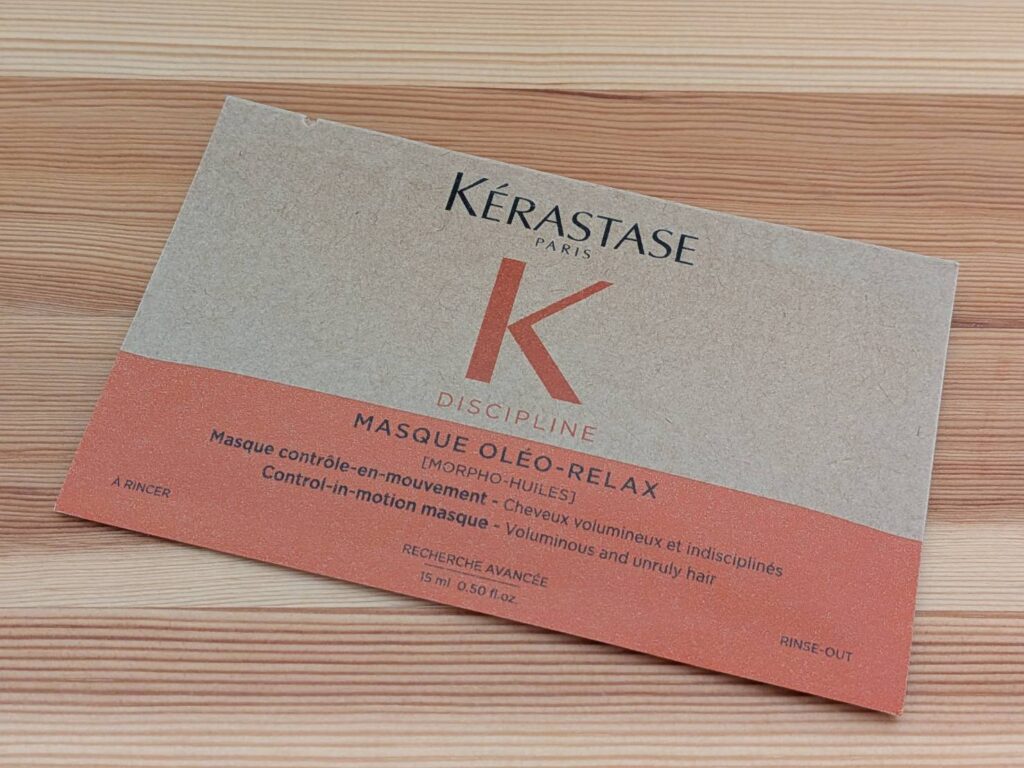 KÉRASTASE
PARIS
K
DISCIPLINE
MASQUE OLÉO-RELAX
[MORPHO-HUILES]
Masque contrôle-en-mouvement - Cheveux volumineux et indisciplinés
Control-in-motion masque - Voluminous and unruly hair
À RINCER
RECHERCHE AVANCÉE
15 ml 0.50 fl.oz.
RINSE-OUT